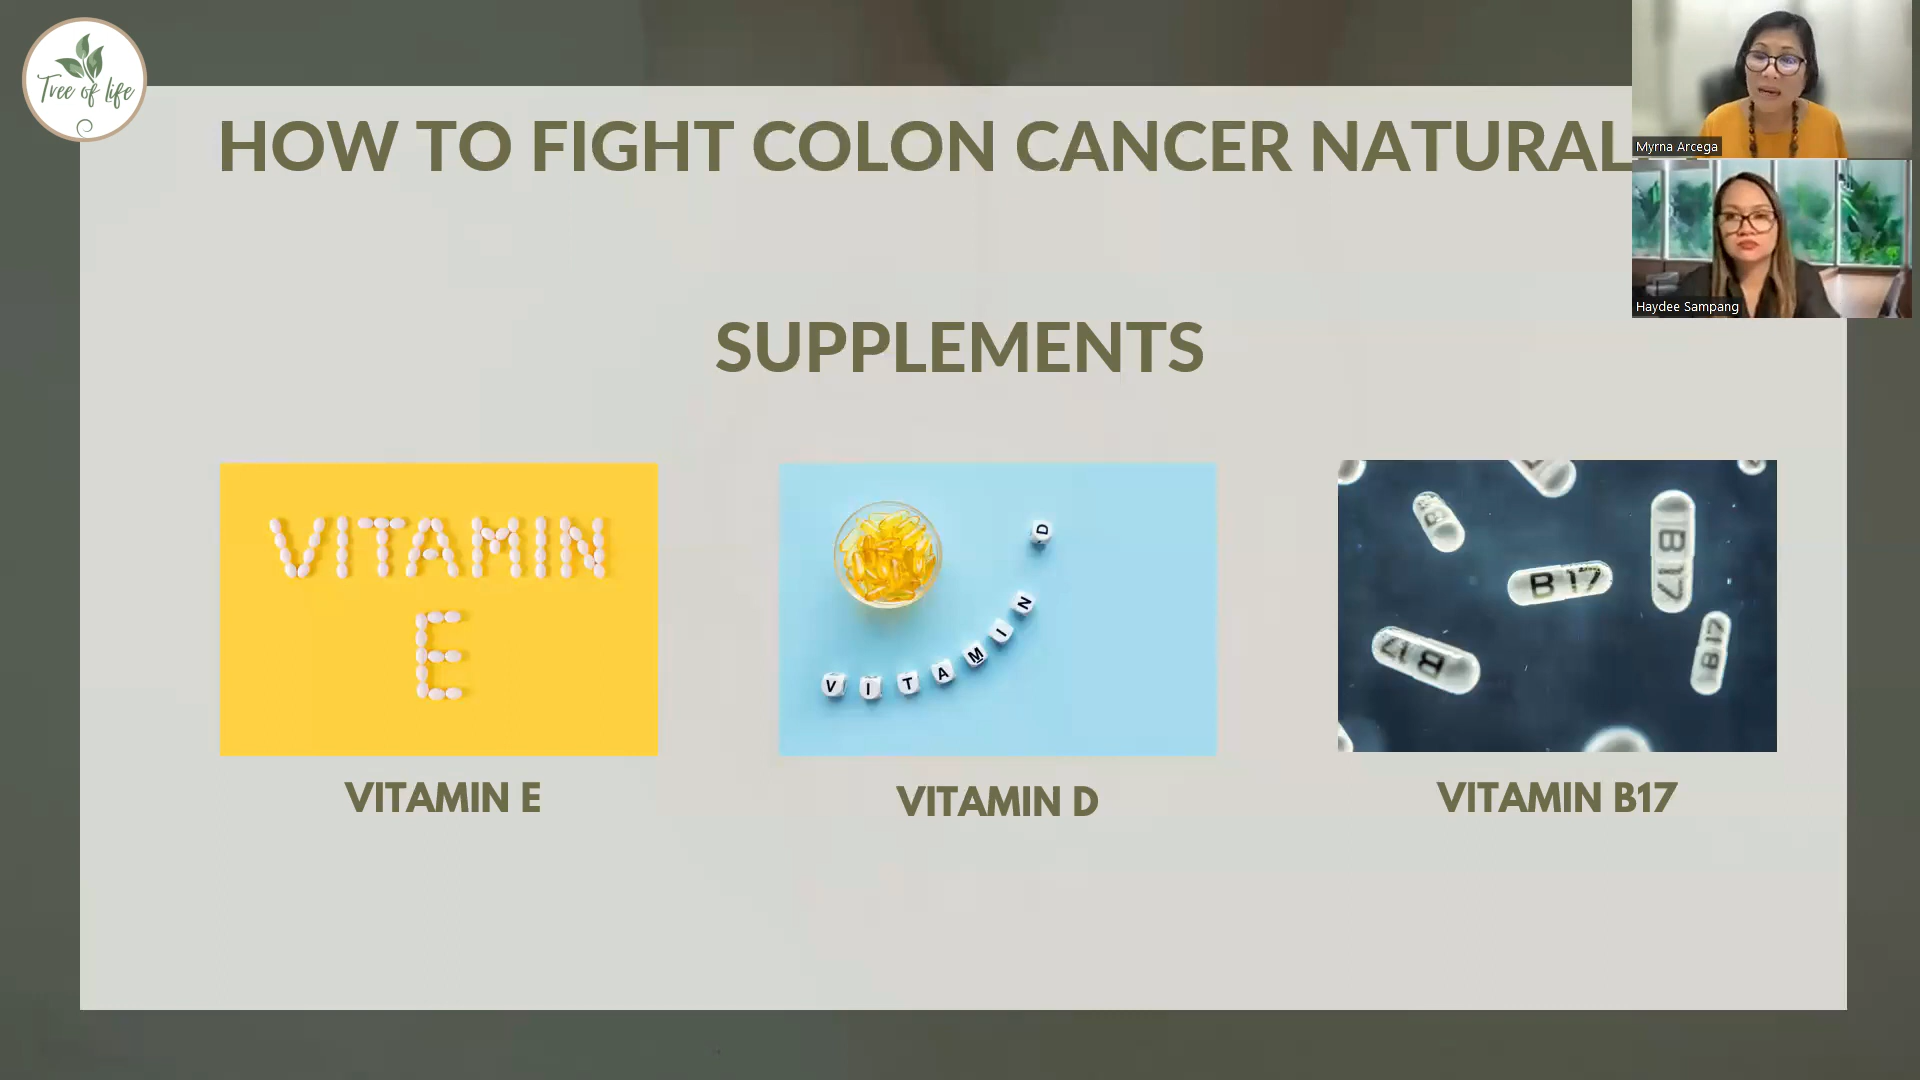 Tree of life
HOW TO FIGHT COLON CANCER NATURAL
Myrna Arcega
Haydee Sampang
SUPPLEMENTS
VITAMIN
E
VITAMIN D
B17
B17
B17
B17
VITAMIN E
VITAMIN D
VITAMIN B17